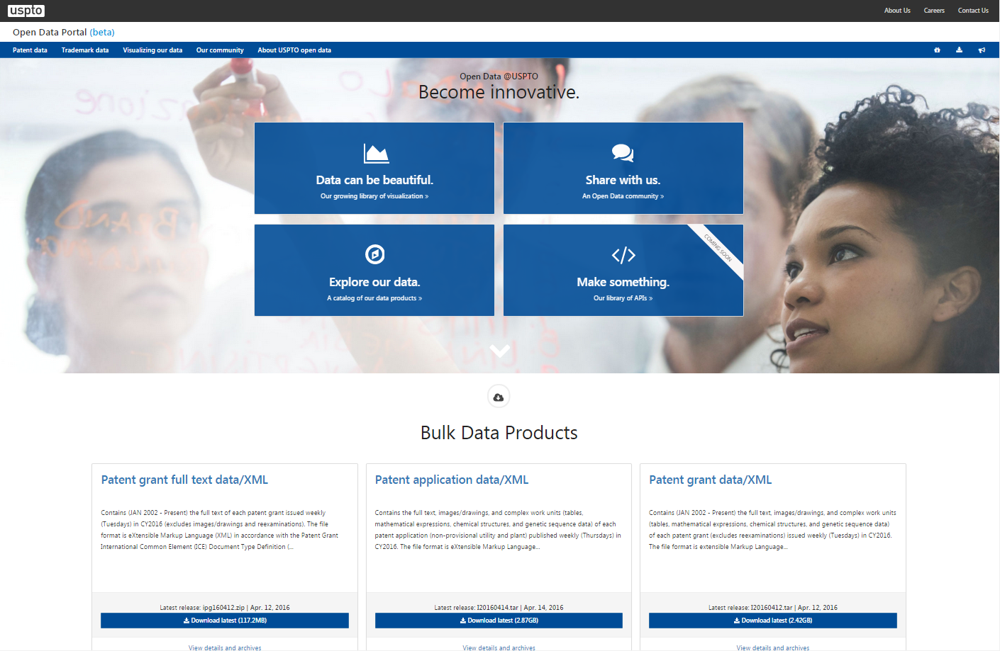 uspto
About Us Careers Contact Us
Open Data Portal (beta)
Patent data Trademark data Visualizing our data Our community About USPTO open data
Open Data @USPTO
Become innovative.
Data can be beautiful.
Our growing library of visualization »
Share with us.
An Open Data community »
Explore our data.
A catalog of our data products »
COMING SOON
Make something.
Our library of APIs »
Bulk Data Products
Patent grant full text data/XML
Contains (JAN 2002 - Present) the full text of each patent grant issued weekly
(Tuesdays) in CY2016 (excludes images/drawings and reexaminations). The file
format is eXtensible Markup Language (XML) in accordance with the Patent Grant
International Common Element (ICE) Document Type Definition (...
Latest release: ipg160412.zip | Apr. 12, 2016
Download latest (117.2MB)
View details and archives
Patent application data/XML
Contains the full text, images/drawings, and complex work units (tables,
mathematical expressions, chemical structures, and genetic sequence data) of each
patent application (non-provisional utility and plant) published weekly (Thursdays) in
CY2016. The file format is eXtensible Markup Language...
Latest release: I20160414.tar | Apr. 14, 2016
Download latest (2.87GB)
View details and archives
Patent grant data/XML
Contains (JAN 2002 - Present) the full text, images/drawings, and complex work units
(tables, mathematical expressions, chemical structures, and genetic sequence data)
of each patent grant (excludes reexaminations) issued weekly (Tuesdays) in CY2016.
The file format is extensible Markup Language...
Latest release: I20160412.tar | Apr. 12, 2016
Download latest (2.42GB)
View details and archives